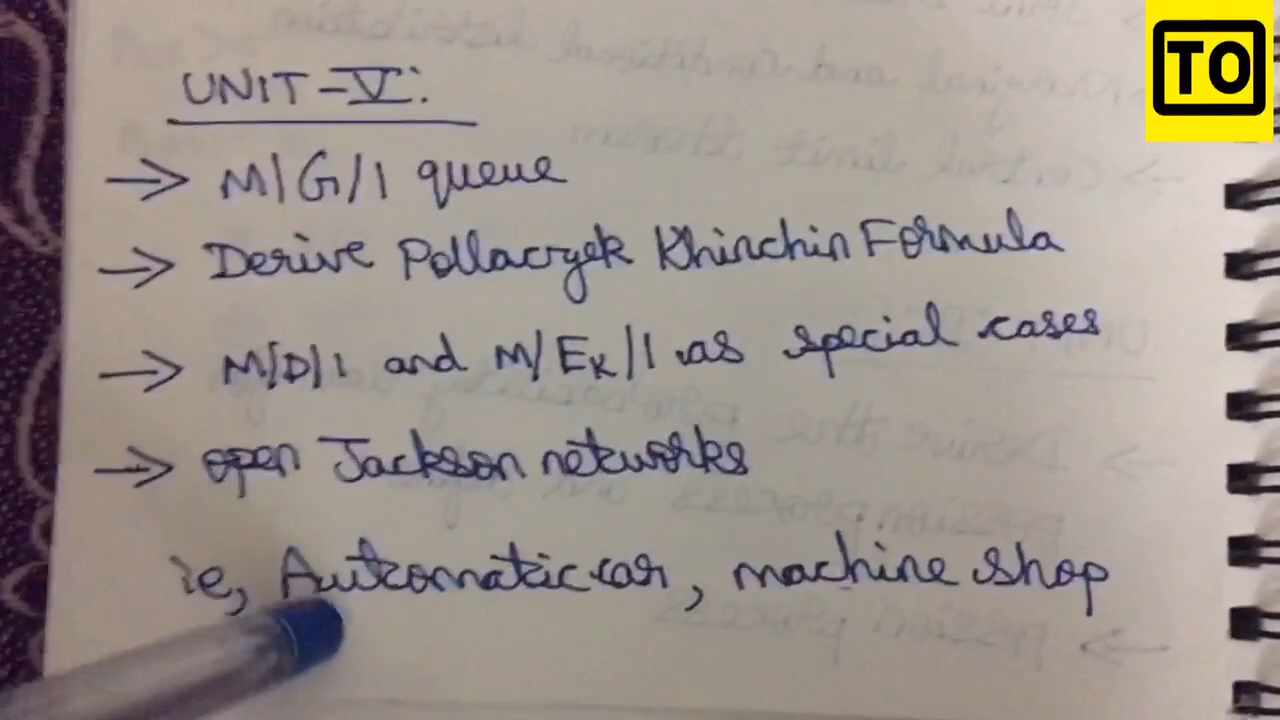 TO
UNIT-V:
→ M/G/1 queue
→ Derive Pollaczek Khinchin Formula
→ M/D/1 and M/EK/1 as special cases
→ open Jackson networks
ie, Automatic car, machine shop